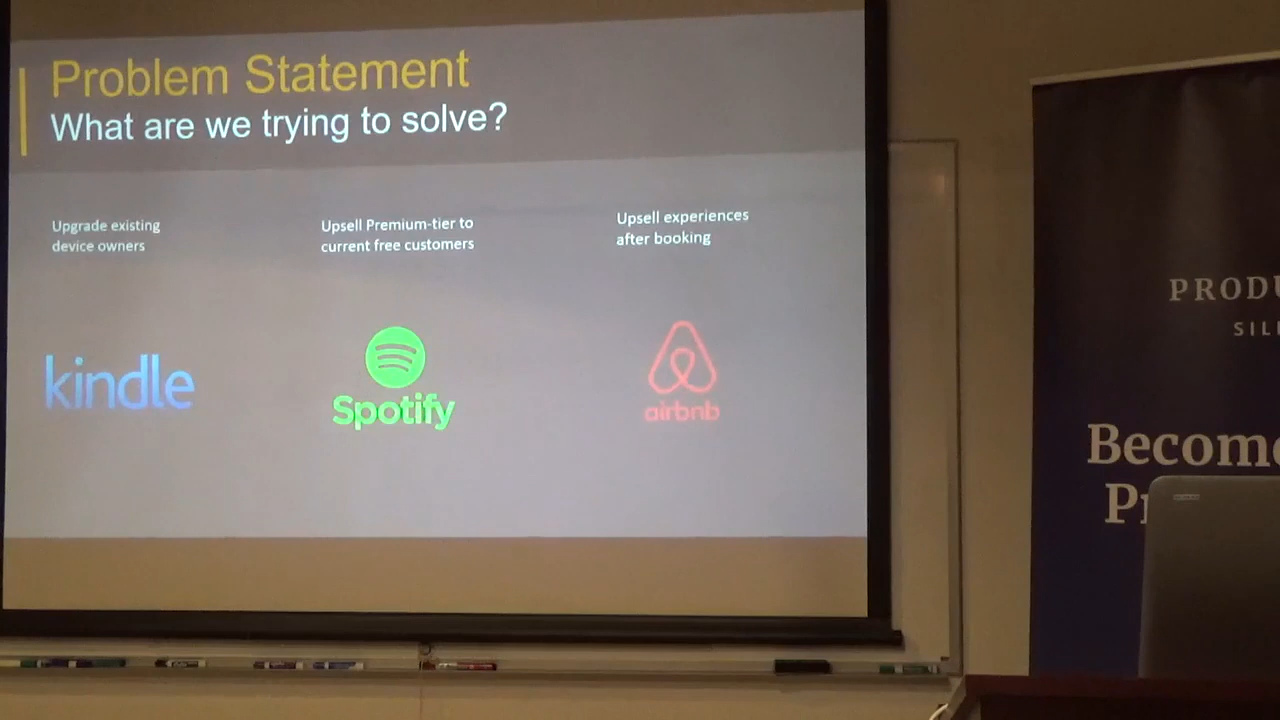 Problem Statement
What are we trying to solve?
Upgrade existing
device owners
Upsell Premium-tier to
current free customers
Upsell experiences
after booking
kindle
Spotify
airbnb
PRODU
SILI
Become
Pr